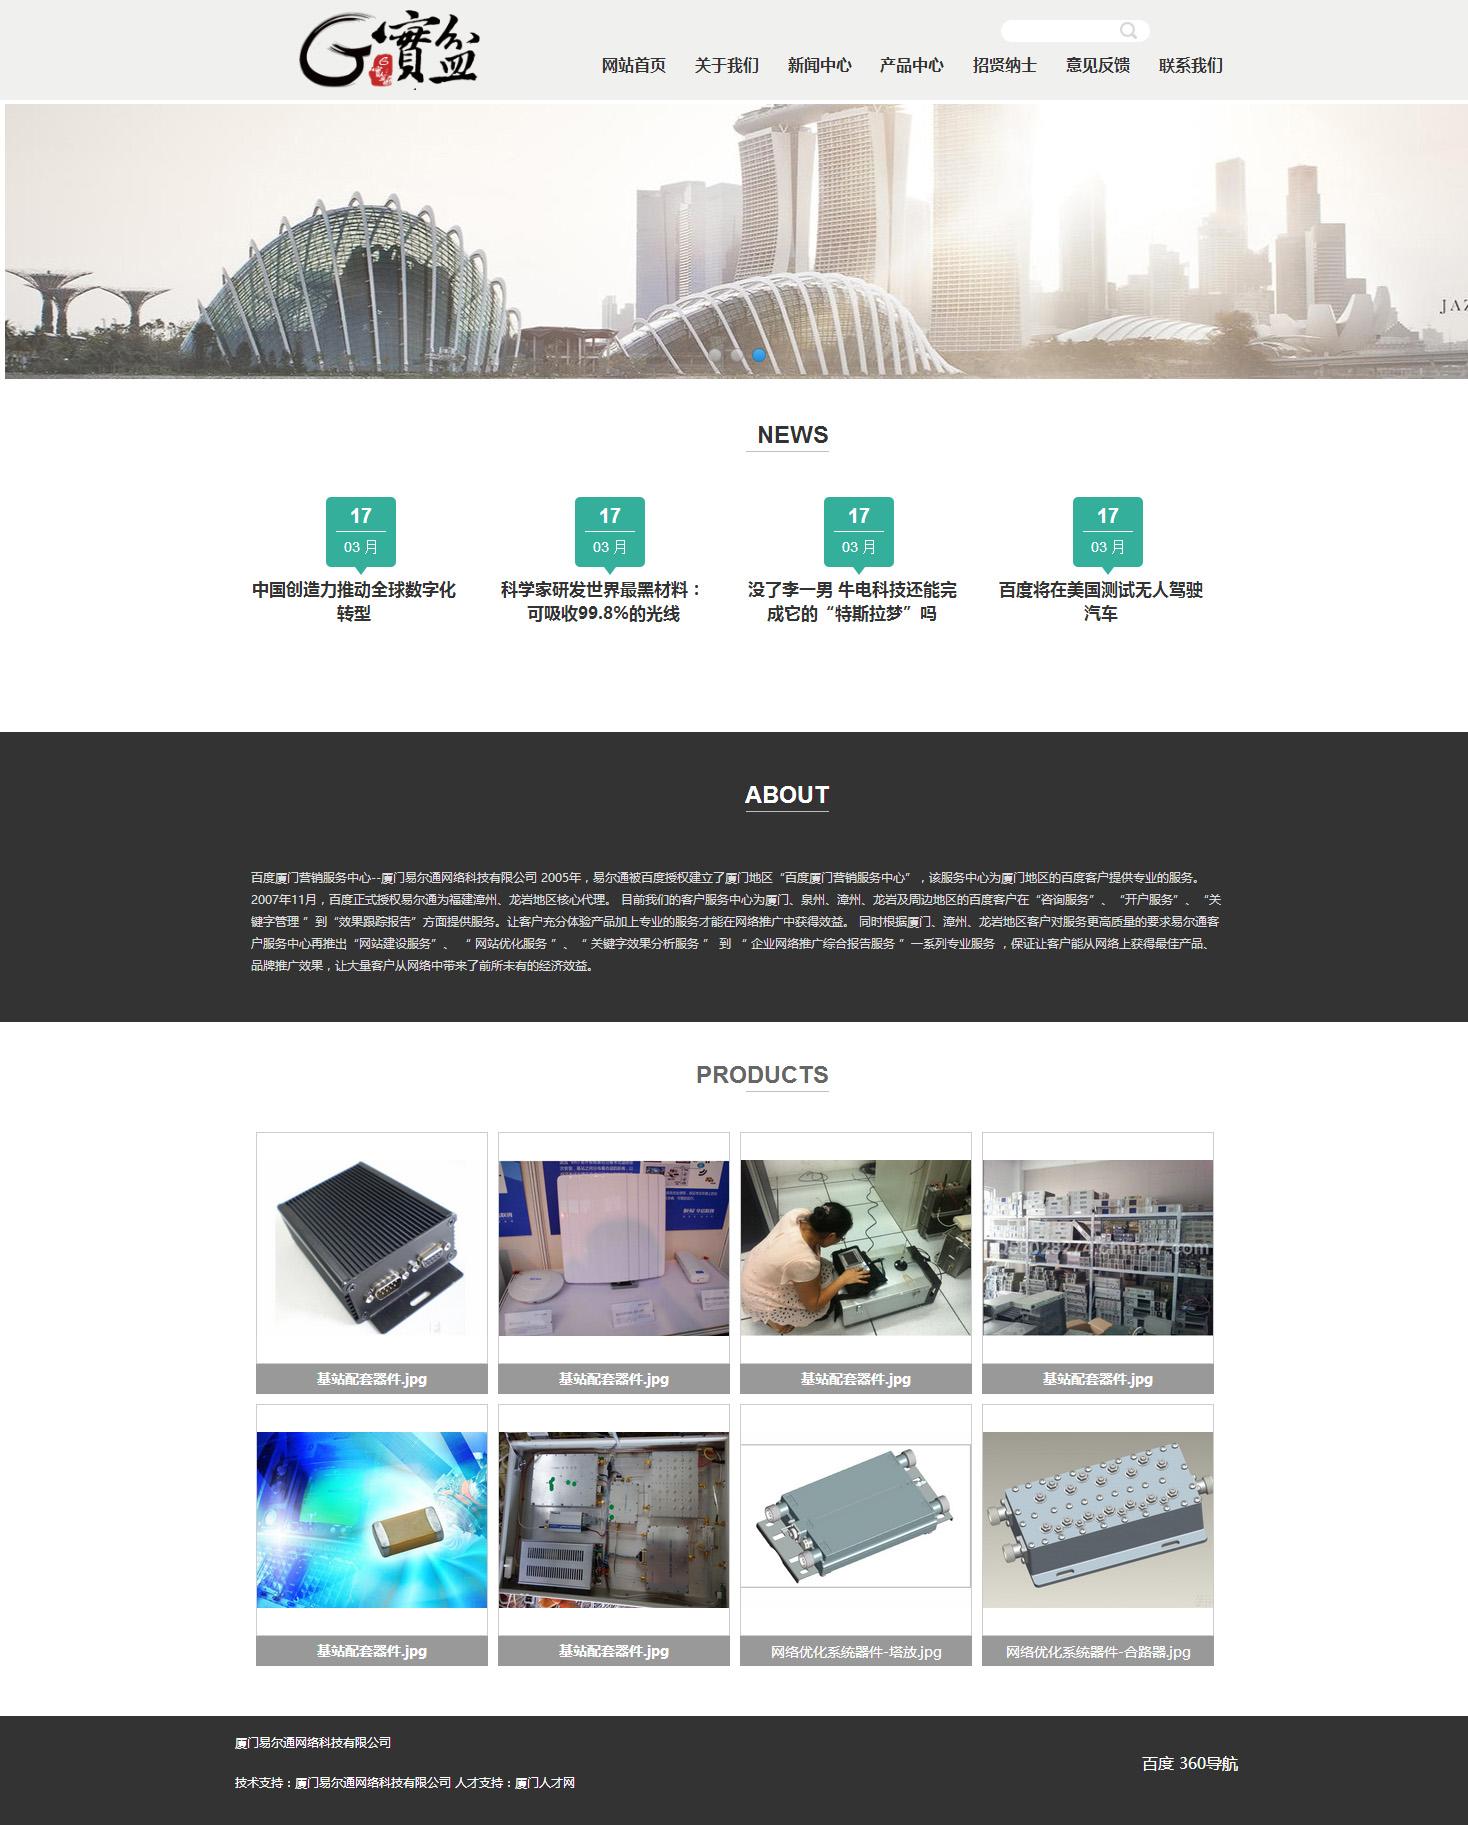 實盆
网站首页 关于我们 新闻中心 产品中心 招贤纳士 意见反馈 联系我们
JAZ
NEWS
17
03 月
中国创造力推动全球数字化
转型
17
03 月
科学家研发世界最黑材料：
可吸收99.8%的光线
17
03 月
没了李一男 牛电科技还能完
成它的“特斯拉梦”吗
17
03 月
百度将在美国测试无人驾驶
汽车
ABOUT
百度厦门营销服务中心--厦门易尔通网络科技有限公司 2005年，易尔通被百度授权建立了厦门地区“百度厦门营销服务中心”，该服务中心为厦门地区的百度客户提供专业的服务。
2007年11月，百度正式授权易尔通为福建漳州、龙岩地区核心代理。 目前我们的客户服务中心为厦门、泉州、漳州、龙岩及周边地区的百度客户在“咨询服务”、“开户服务”、“关
键字管理 ”到“效果跟踪报告”方面提供服务。让客户充分体验产品加上专业的服务才能在网络推广中获得效益。 同时根据厦门、漳州、龙岩地区客户对服务更高质量的要求易尔通客
户服务中心再推出“网站建设服务”、 “ 网站优化服务 ”、“ 关键字效果分析服务 ” 到 “ 企业网络推广综合报告服务 ”一系列专业服务 ，保证让客户能从网络上获得最佳产品、
品牌推广效果，让大量客户从网络中带来了前所未有的经济效益。
PRODUCTS
基站配套器件.jpg
基站配套器件.jpg
基站配套器件.jpg
基站配套器件.jpg
基站配套器件.jpg
基站配套器件.jpg
网络优化系统器件-塔放.jpg
网络优化系统器件-合路器.jpg
厦门易尔通网络科技有限公司
技术支持：厦门易尔通网络科技有限公司 人才支持：厦门人才网
百度 360导航